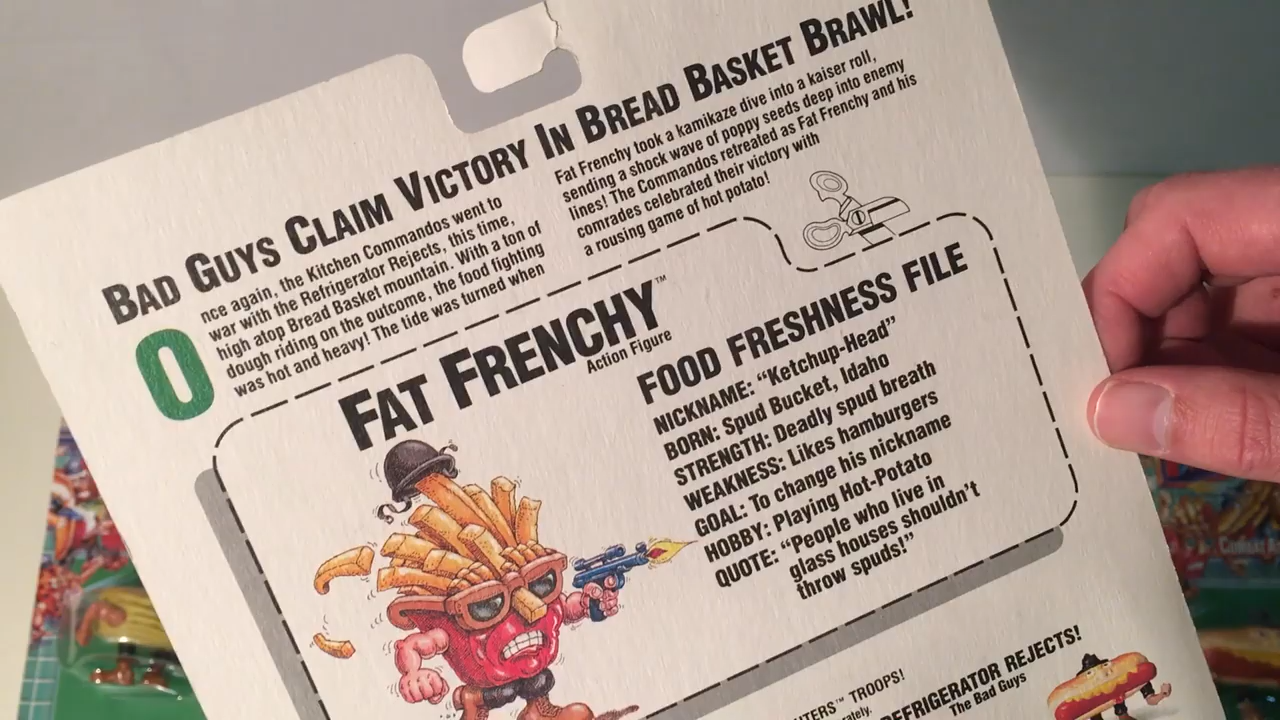 BAD GUYS CLAIM VICTORY IN BREAD BASKET BRAWL!
Once again, the Kitchen Commandos went to
war with the Refrigerator Rejects, this time,
high atop Bread Basket mountain. With a ton of
dough riding on the outcome, the food fighting
was hot and heavy! The tide was turned when
Fat Frenchy took a kamikaze dive into a kaiser roll,
sending a shock wave of poppy seeds deep into enemy
lines! The Commandos retreated as Fat Frenchy and his
comrades celebrated their victory with
a rousing game of hot potato!
FAT FRENCHY™
Action Figure
FOOD FRESHNESS FILE
NICKNAME: “Ketchup-Head”
BORN: Spud Bucket, Idaho
STRENGTH: Deadly spud breath
WEAKNESS: Likes hamburgers
GOAL: To change his nickname
HOBBY: Playing Hot-Potato
QUOTE: “People who live in
glass houses shouldn’t
throw spuds!”
TROOPS!
REFRIGERATOR REJECTS!
The Bad Guys